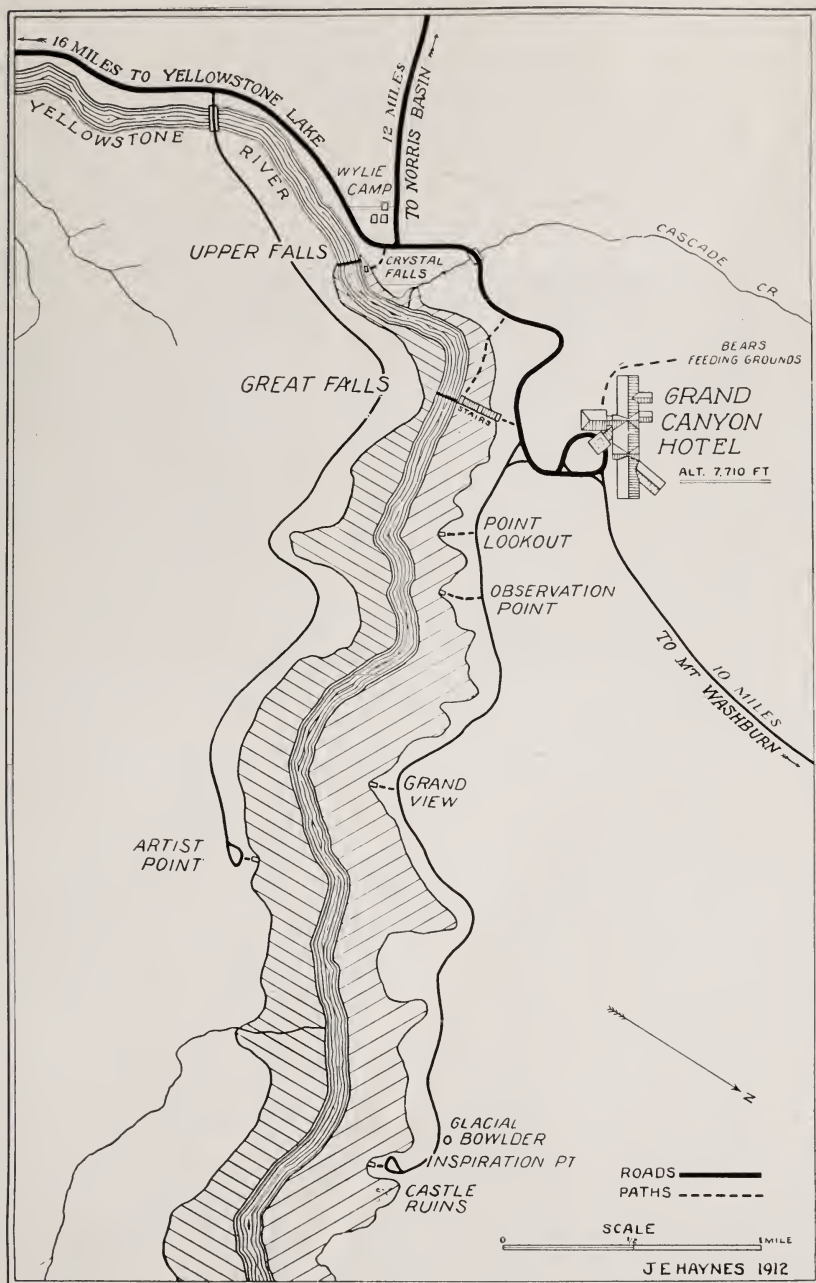 16 MILES TO YELLOWSTONE LAKE
YELLOWSTONE
RIVER
12 MILES
TO NORRIS BASIN
WYLIE
CAMP
UPPER FALLS
CRYSTAL
FALLS
CASCADE
CR.
BEARS
FEEDING GROUNDS
GREAT FALLS
STAIRS
GRAND
CANYON
HOTEL
ALT. 7,710 FT
POINT
LOOKOUT
OBSERVATION
POINT
10 MILES
TO MT WASHBURN
GRAND
VIEW
ARTIST
POINT
N
GLACIAL
BOWLDER
INSPIRATION PT
CASTLE
RUINS
ROADS
PATHS
SCALE
0 1/2 1 MILE
J E HAYNES 1912